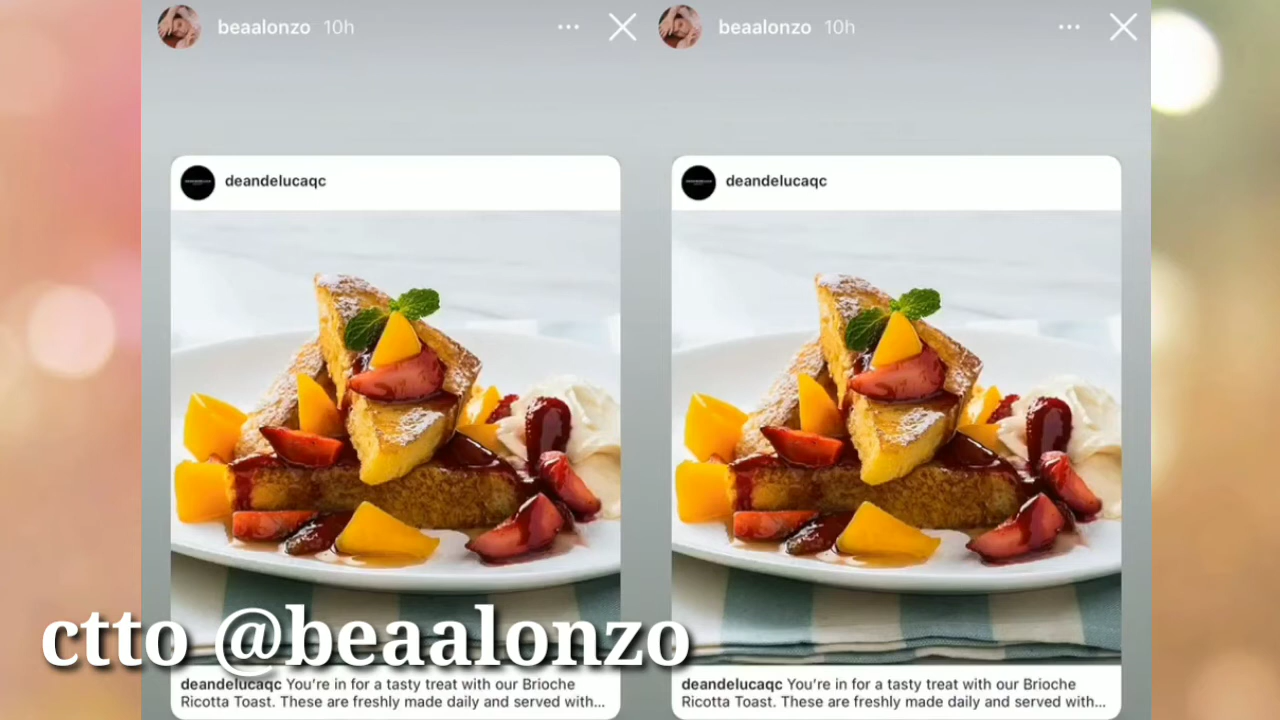 beaalonzo 10h
deandelucaqc
deandelucaqc You're in for a tasty treat with our Brioche
Ricotta Toast. These are freshly made daily and served with...
beaalonzo 10h
deandelucaqc
deandelucaqc You're in for a tasty treat with our Brioche
Ricotta Toast. These are freshly made daily and served with...
ctto @beaalonzo